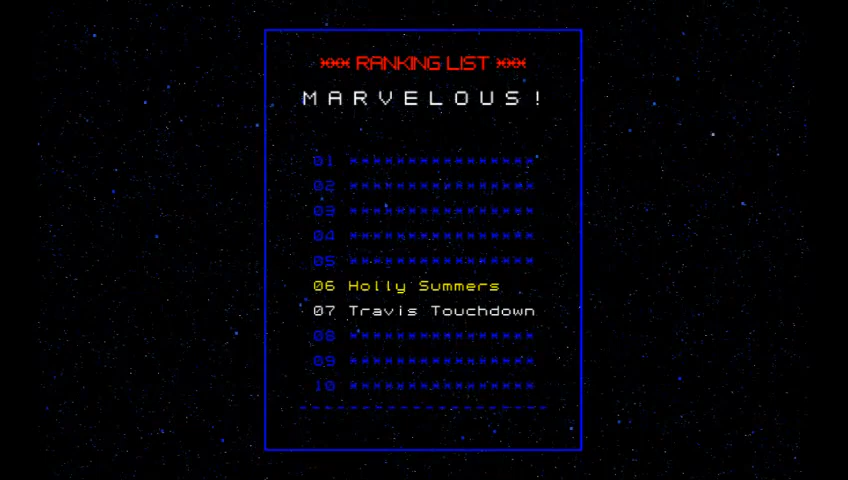 RANKING LIST
MARVELOUS!
01 ****************
02 ****************
03 ****************
04 ****************
05 ****************
06 Holly Summers
07 Travis Touchdown
08 ****************
09 ****************
10 ****************